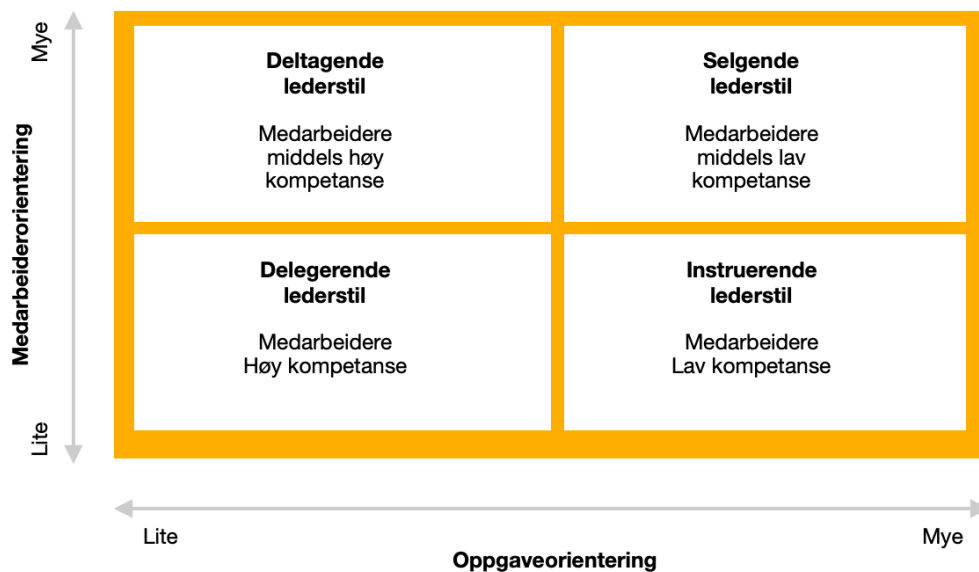 Mye
Medarbeiderorientering
Lite
Deltagende
lederstil
Medarbeidere
middels høy
kompetanse
Selgende
lederstil
Medarbeidere
middels lav
kompetanse
Delegerende
lederstil
Medarbeidere
Høy kompetanse
Instruerende
lederstil
Medarbeidere
Lav kompetanse
Lite
Mye
Oppgaveorientering